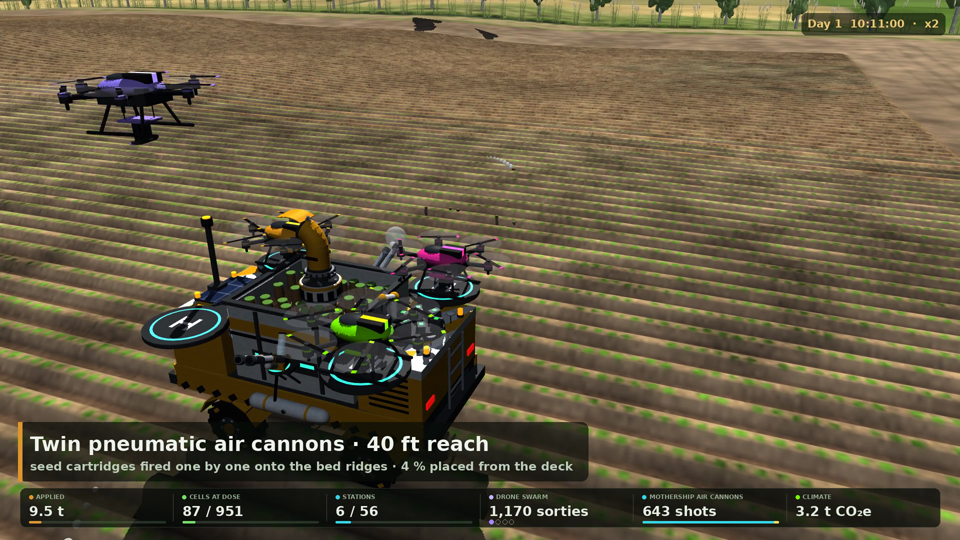 Day 1 10:11:00 · x2
H
Twin pneumatic air cannons · 40 ft reach
seed cartridges fired one by one onto the bed ridges · 4 % placed from the deck
APPLIED
9.5 t
CELLS AT DOSE
87 / 951
STATIONS
6 / 56
DRONE SWARM
1,170 sorties
MOTHERSHIP AIR CANNONS
643 shots
CLIMATE
3.2 t CO₂e